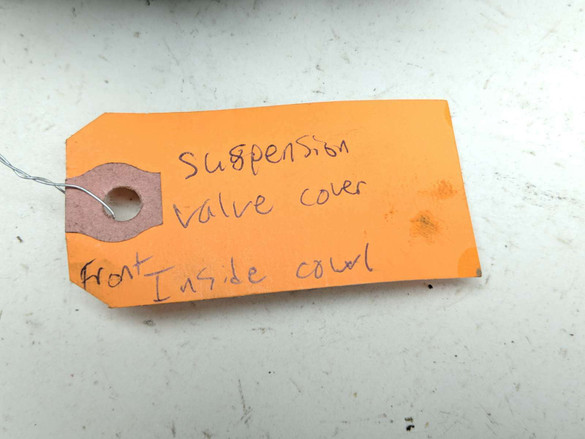 suspension
valve cover
Front Inside cowl